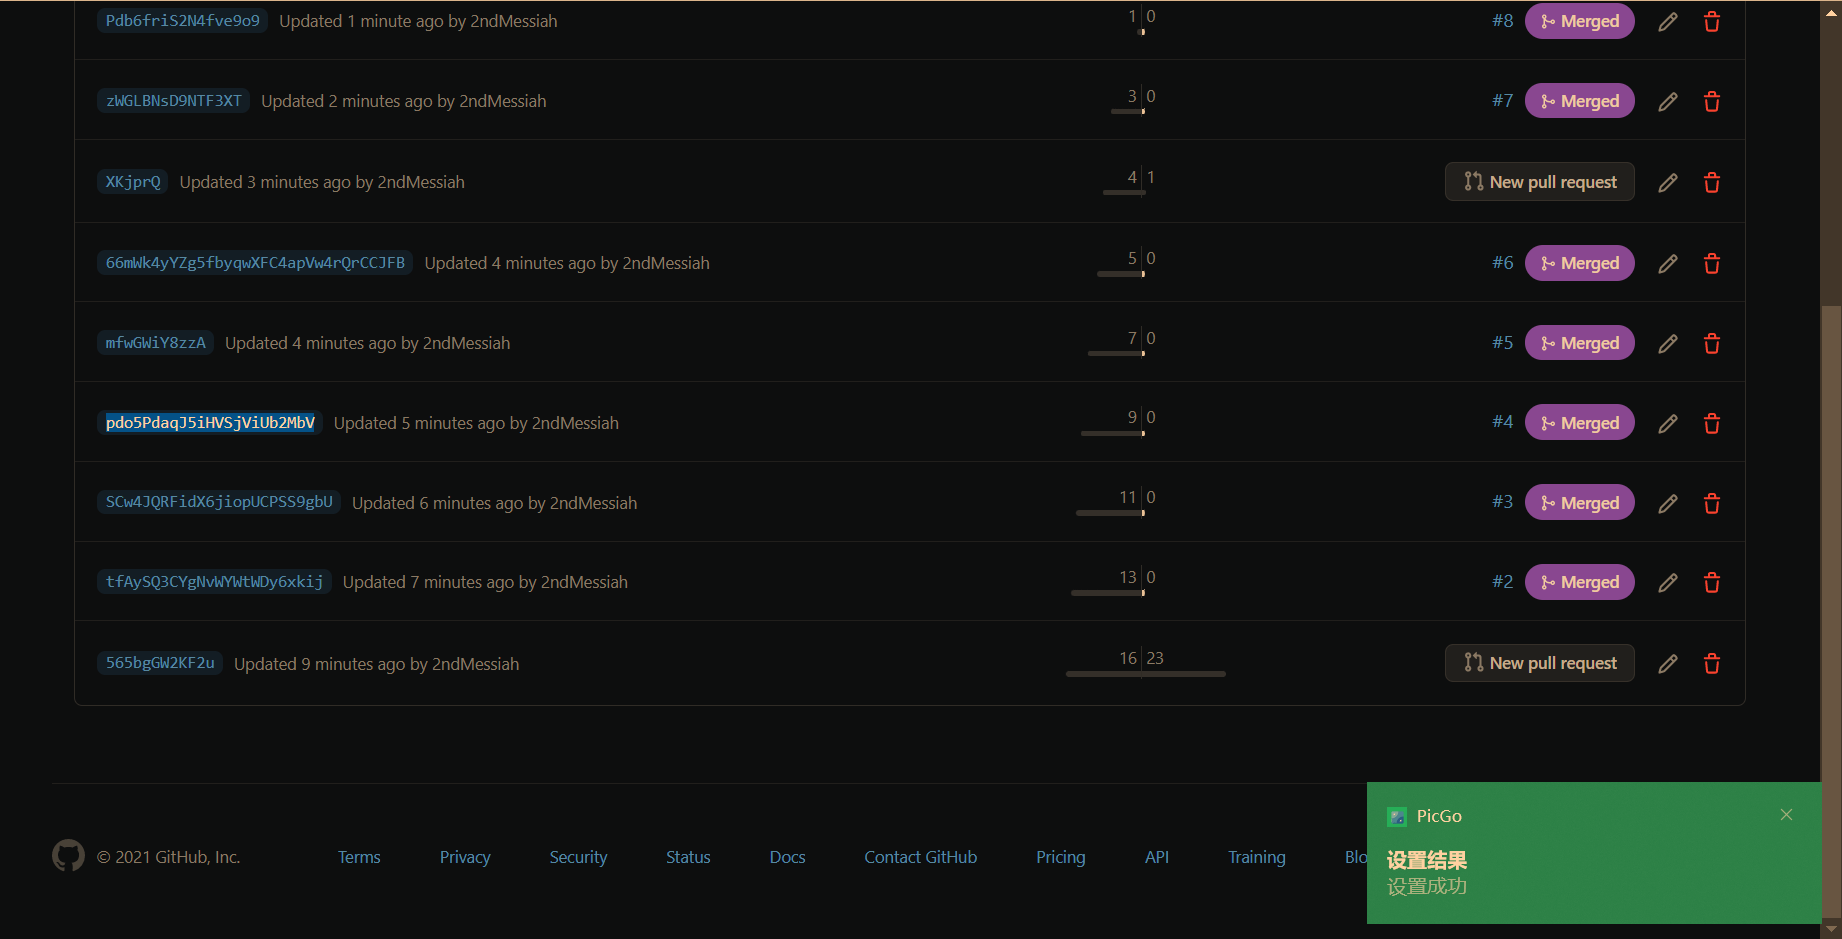 Pdb6friS2N4fve9o9 Updated 1 minute ago by 2ndMessiah 1 0 #8 Merged
zWGLBNsD9NTF3XT Updated 2 minutes ago by 2ndMessiah 3 0 #7 Merged
XKjprQ Updated 3 minutes ago by 2ndMessiah 4 1 New pull request
66mWk4yYZg5fbyqwXFC4apVw4rQrCCJFB Updated 4 minutes ago by 2ndMessiah 5 0 #6 Merged
mfwGWiY8zzA Updated 4 minutes ago by 2ndMessiah 7 0 #5 Merged
pdo5PdaqJ5iHVSjViUb2MbV Updated 5 minutes ago by 2ndMessiah 9 0 #4 Merged
SCw4JQRFidX6jiopUCPSS9gbU Updated 6 minutes ago by 2ndMessiah 11 0 #3 Merged
tfAySQ3CYgNvWYWtWDy6xkij Updated 7 minutes ago by 2ndMessiah 13 0 #2 Merged
565bgGW2KF2u Updated 9 minutes ago by 2ndMessiah 16 23 New pull request
© 2021 GitHub, Inc. Terms Privacy Security Status Docs Contact GitHub Pricing API Training Blo
PicGo
设置结果
设置成功